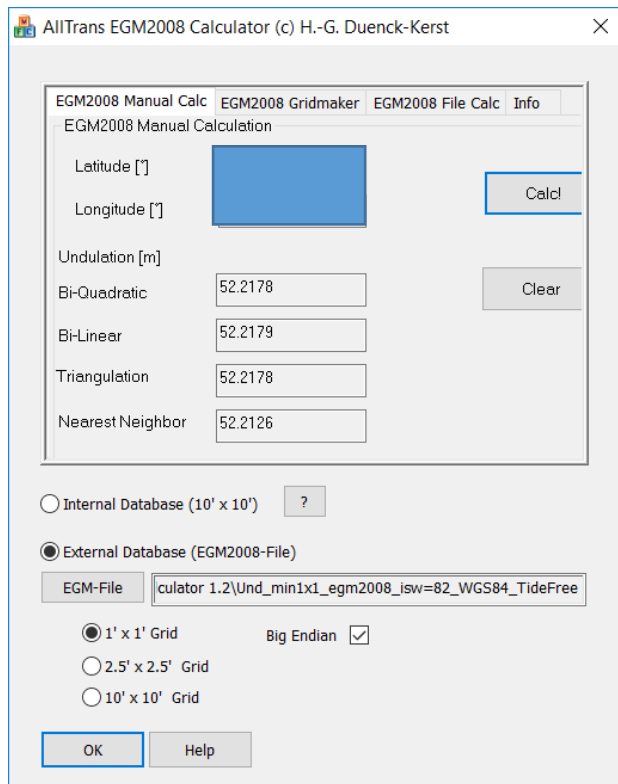 AllTrans EGM2008 Calculator (c) H.-G. Duenck-Kerst
EGM2008 Manual Calc EGM2008 Gridmaker EGM2008 File Calc Info
EGM2008 Manual Calculation
Latitude [°]
Longitude [°]
Calc!
Undulation [m]
Bi-Quadratic 52.2178
Clear
Bi-Linear 52.2179
Triangulation 52.2178
Nearest Neighbor 52.2126
Internal Database (10' x 10') ?
External Database (EGM2008-File)
EGM-File culator 1.2\Und_min1x1_egm2008_isw=82_WGS84_TideFree
1' x 1' Grid Big Endian
2.5' x 2.5' Grid
10' x 10' Grid
OK Help